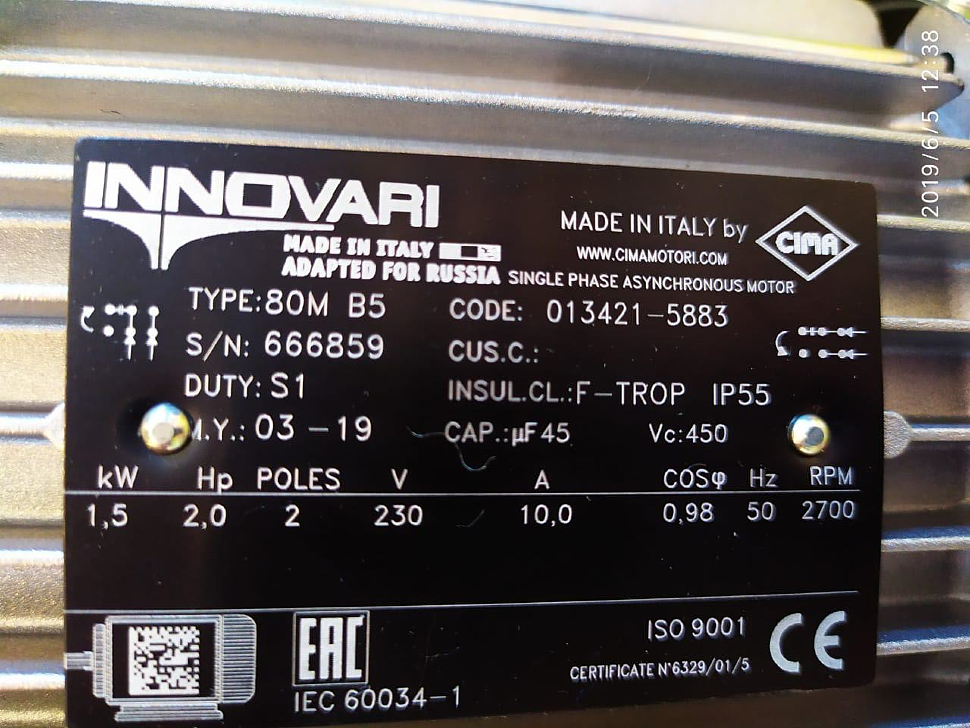 2019/6/5 12:38
INNOVARI
MADE IN ITALY
ADAPTED FOR RUSSIA
MADE IN ITALY by CIMA
WWW.CIMAMOTORI.COM
SINGLE PHASE ASYNCHRONOUS MOTOR
TYPE:80M B5 CODE: 013421-5883
S/N: 666859 CUS.C.:
DUTY: S1 INSUL.CL.:F-TROP IP55
.Y.: 03 -19 CAP.:µF45 Vc:450
kW Hp POLES V A COSφ Hz RPM
1,5 2,0 2 230 10,0 0,98 50 2700
EAC ISO 9001 CE
CERTIFICATE N°6329/01/5
IEC 60034-1